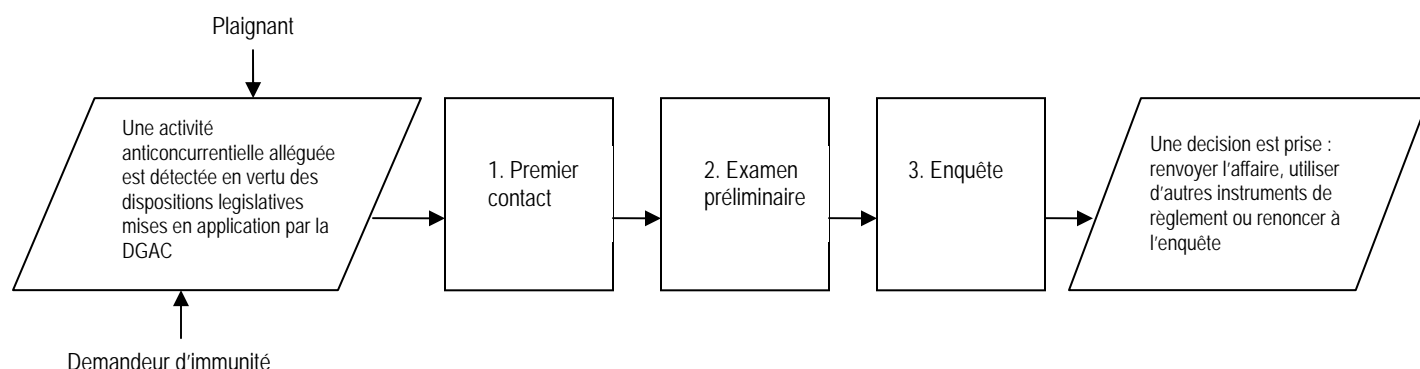 Plaignant
Une activité
anticoncurrentielle alléguée
est détectée en vertu des
dispositions legislatives
mises en application par la
DGAC
1. Premier
contact
2. Examen
préliminaire
3. Enquête
Une decision est prise :
renvoyer l’affaire, utiliser
d’autres instruments de
règlement ou renoncer à
l’enquête
Demandeur d’immunité